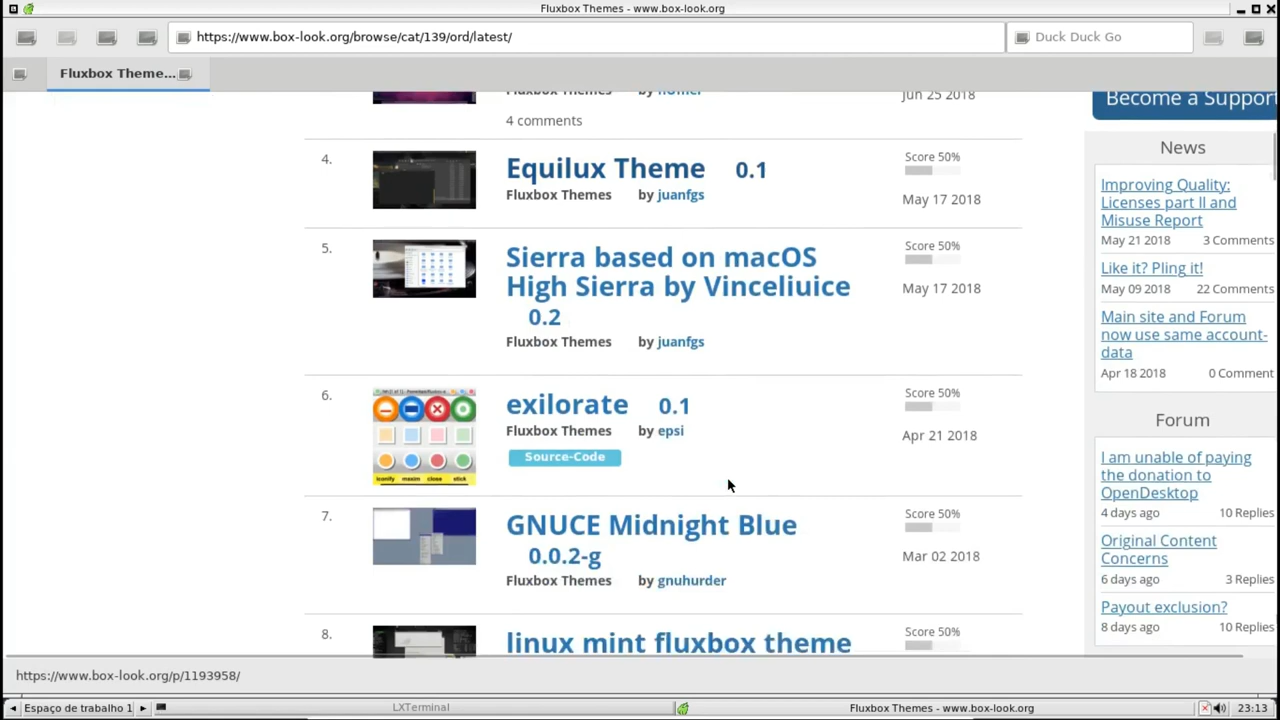 Fluxbox Themes - www.box-look.org
https://www.box-look.org/browse/cat/139/ord/latest/
Duck Duck Go
Fluxbox Theme...
Fluxbox Themes by
Jun 25 2018
4 comments
Become a Support
4.
Equilux Theme 0.1
Fluxbox Themes by juanfgs
Score 50%
May 17 2018
5.
Sierra based on macOS
High Sierra by Vinceliuice
0.2
Fluxbox Themes by juanfgs
Score 50%
May 17 2018
6.
iconify maxim close stick
exilorate 0.1
Fluxbox Themes by epsi
Source-Code
Score 50%
Apr 21 2018
7.
GNUCE Midnight Blue
0.0.2-g
Fluxbox Themes by gnuhurder
Score 50%
Mar 02 2018
8.
linux mint fluxbox theme
Score 50%
News
Improving Quality:
Licenses part II and
Misuse Report
May 21 2018 3 Comments
Like it? Pling it!
May 09 2018 22 Comments
Main site and Forum
now use same account-
data
Apr 18 2018 0 Comment
Forum
I am unable of paying
the donation to
OpenDesktop
4 days ago 10 Replies
Original Content
Concerns
6 days ago 3 Replies
Payout exclusion?
8 days ago 10 Replies
https://www.box-look.org/p/1193958/
Espaço de trabalho 1
LXTerminal
Fluxbox Themes - www.box-look.org
23:13